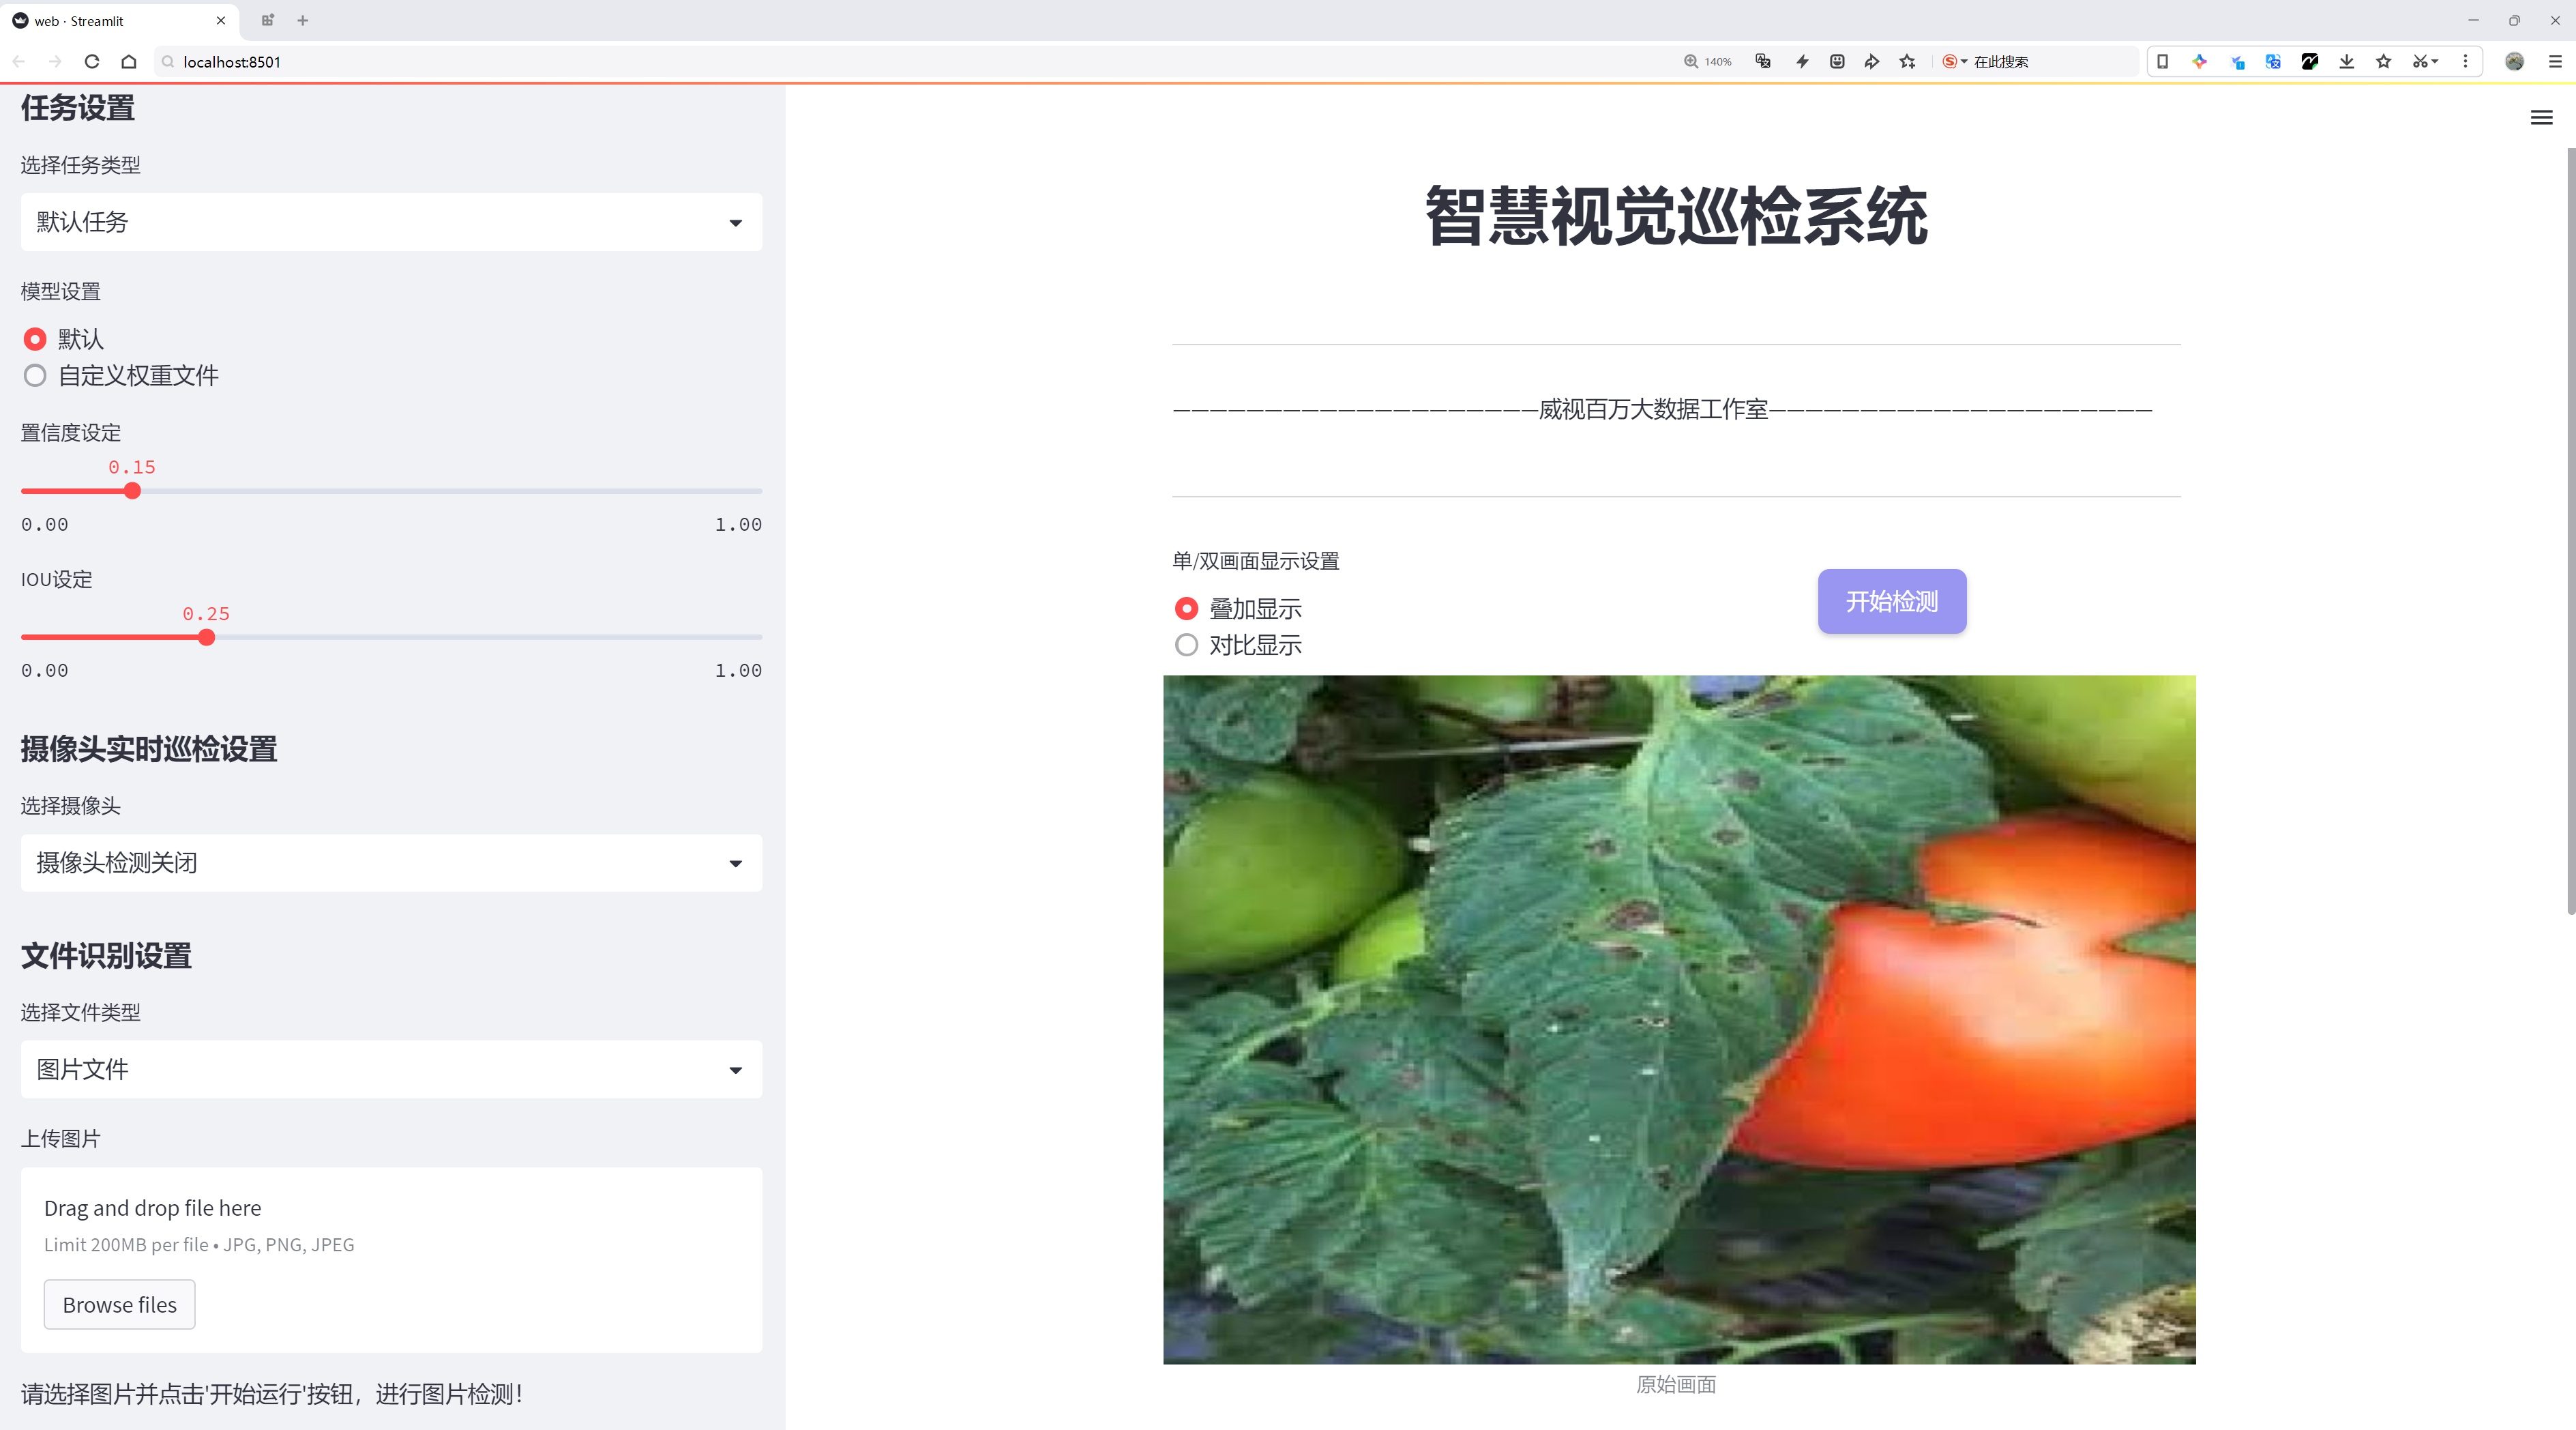 web · Streamlit
localhost:8501
140%
在此搜索
任务设置
选择任务类型
默认任务
模型设置
默认
自定义权重文件
置信度设定
0.15
0.00
1.00
IOU设定
0.25
0.00
1.00
摄像头实时巡检设置
选择摄像头
摄像头检测关闭
文件识别设置
选择文件类型
图片文件
上传图片
Drag and drop file here
Limit 200MB per file • JPG, PNG, JPEG
Browse files
请选择图片并点击'开始运行'按钮，进行图片检测！
智慧视觉巡检系统
—————————————————————威视百万大数据工作室—————————————————————
单/双画面显示设置
叠加显示
对比显示
开始检测
原始画面